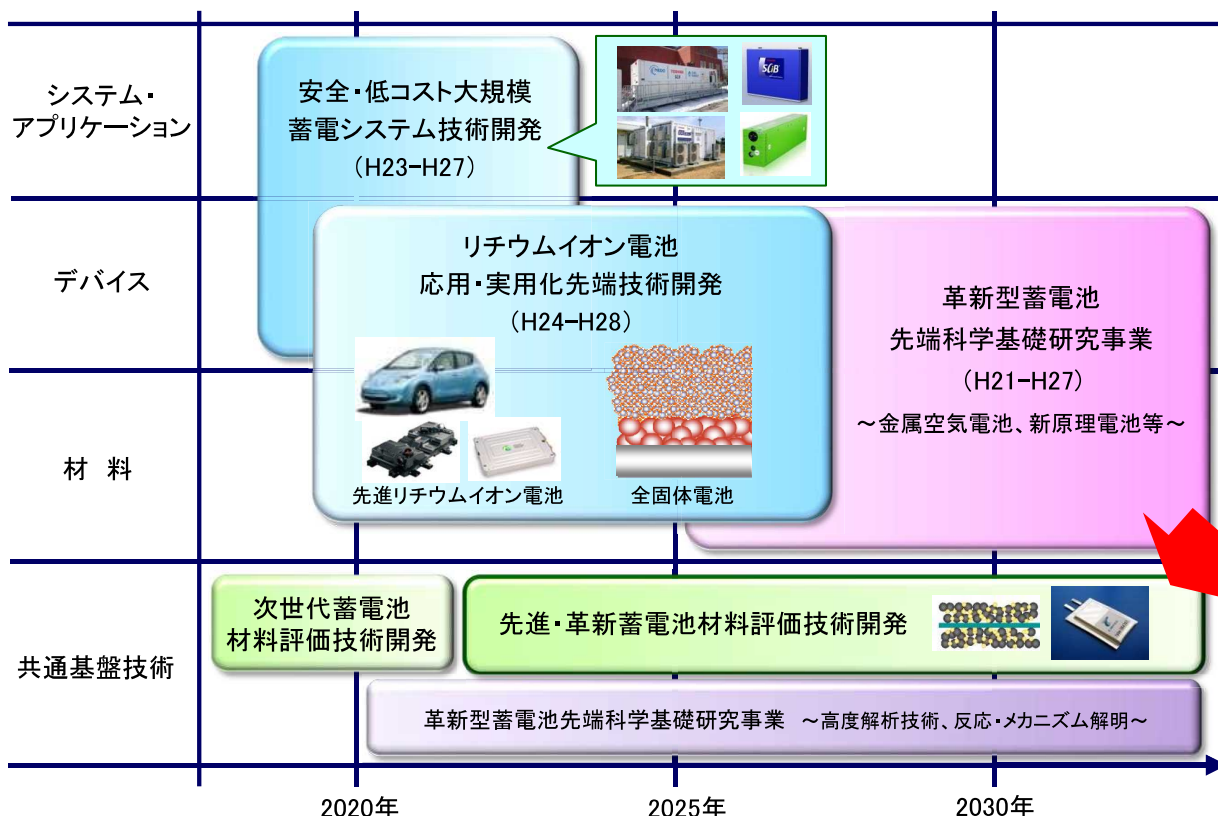 システム・
アプリケーション
安全・低コスト大規模
蓄電システム技術開発
（H23−H27）
SCiB
デバイス
リチウムイオン電池
応用・実用化先端技術開発
（H24−H28）
革新型蓄電池
先端科学基礎研究事業
（H21−H27）
～金属空気電池、新原理電池等～
材 料
先進リチウムイオン電池
全固体電池
共通基盤技術
次世代蓄電池
材料評価技術開発
先進・革新蓄電池材料評価技術開発
革新型蓄電池先端科学基礎研究事業 ～高度解析技術、反応・メカニズム解明～
2020年
2025年
2030年